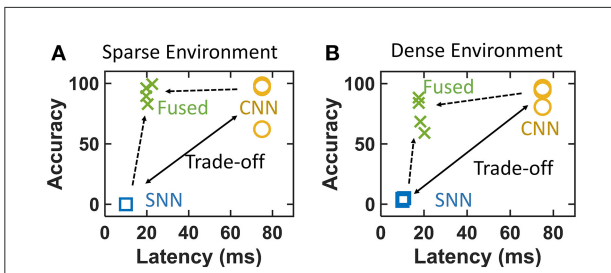 A Sparse Environment
B Dense Environment
100
50
0
Accuracy
Fused
CNN
Trade-off
SNN
0 20 40 60 80
Latency (ms)
100
50
0
Accuracy
Fused
CNN
Trade-off
SNN
0 20 40 60 80
Latency (ms)